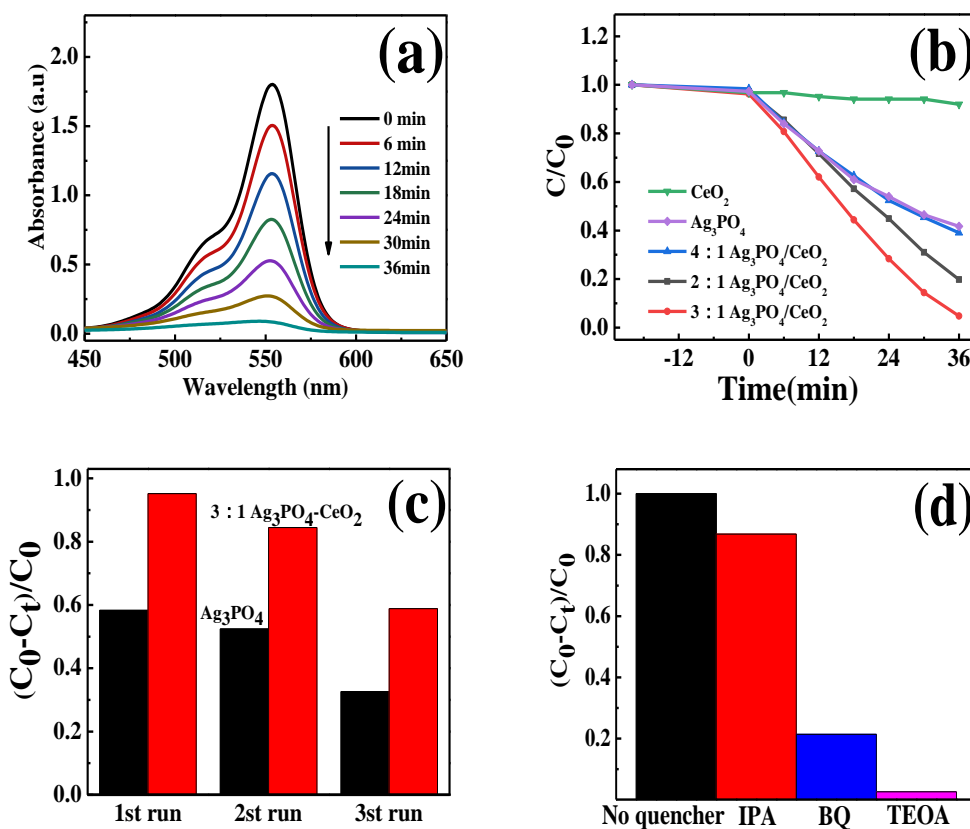 (a)
Absorbance (a.u)
2.0
1.5
1.0
0.5
0.0
0 min
6 min
12min
18min
24min
30min
36min
450 500 550 600 650
Wavelength (nm)
(b)
C/C₀
1.2
1.0
0.8
0.6
0.4
0.2
0.0
CeO₂
Ag₃PO₄
4 : 1 Ag₃PO₄/CeO₂
2 : 1 Ag₃PO₄/CeO₂
3 : 1 Ag₃PO₄/CeO₂
-12 0 12 24 36
Time(min)
(c)
(C₀-Cₜ)/C₀
1.0
0.8
0.6
0.4
0.2
0.0
3 : 1 Ag₃PO₄-CeO₂
Ag₃PO₄
1st run 2st run 3st run
(d)
(C₀-Cₜ)/C₀
1.0
0.8
0.6
0.4
0.2
No quencher IPA BQ TEOA